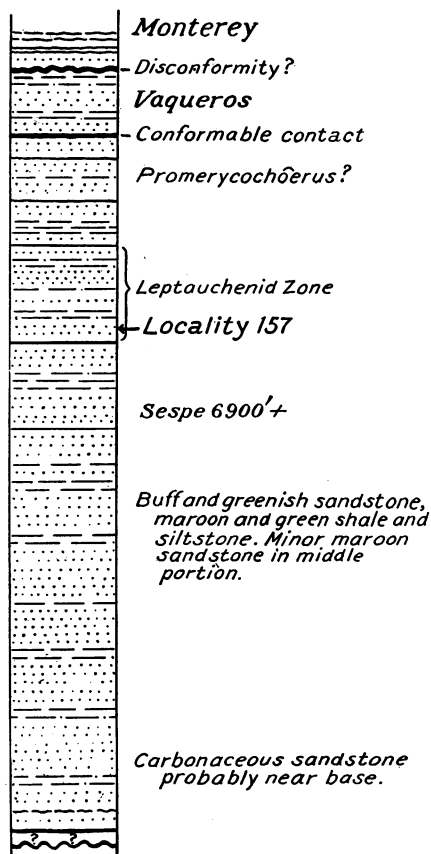 Monterey
Disconformity?
Vaqueros
Conformable contact
Promerycochôerus?
Leptauchenid Zone
Locality 157
Sespe 6900'+
Buff and greenish sandstone,
maroon and green shale and
siltstone. Minor maroon
sandstone in middle
portion.
Carbonaceous sandstone
probably near base.
? ?